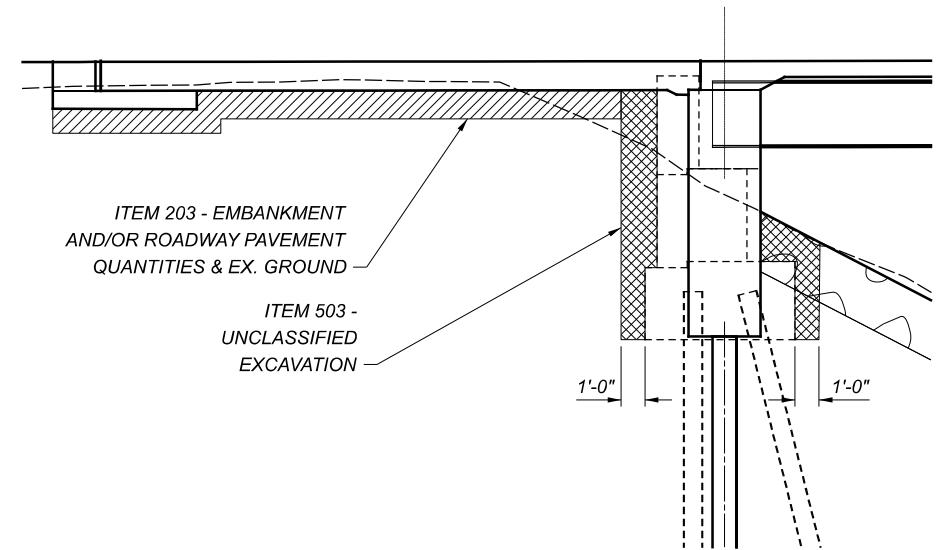 ITEM 203 - EMBANKMENT
AND/OR ROADWAY PAVEMENT
QUANTITIES & EX. GROUND
ITEM 503 -
UNCLASSIFIED
EXCAVATION
1'-0"
1'-0"